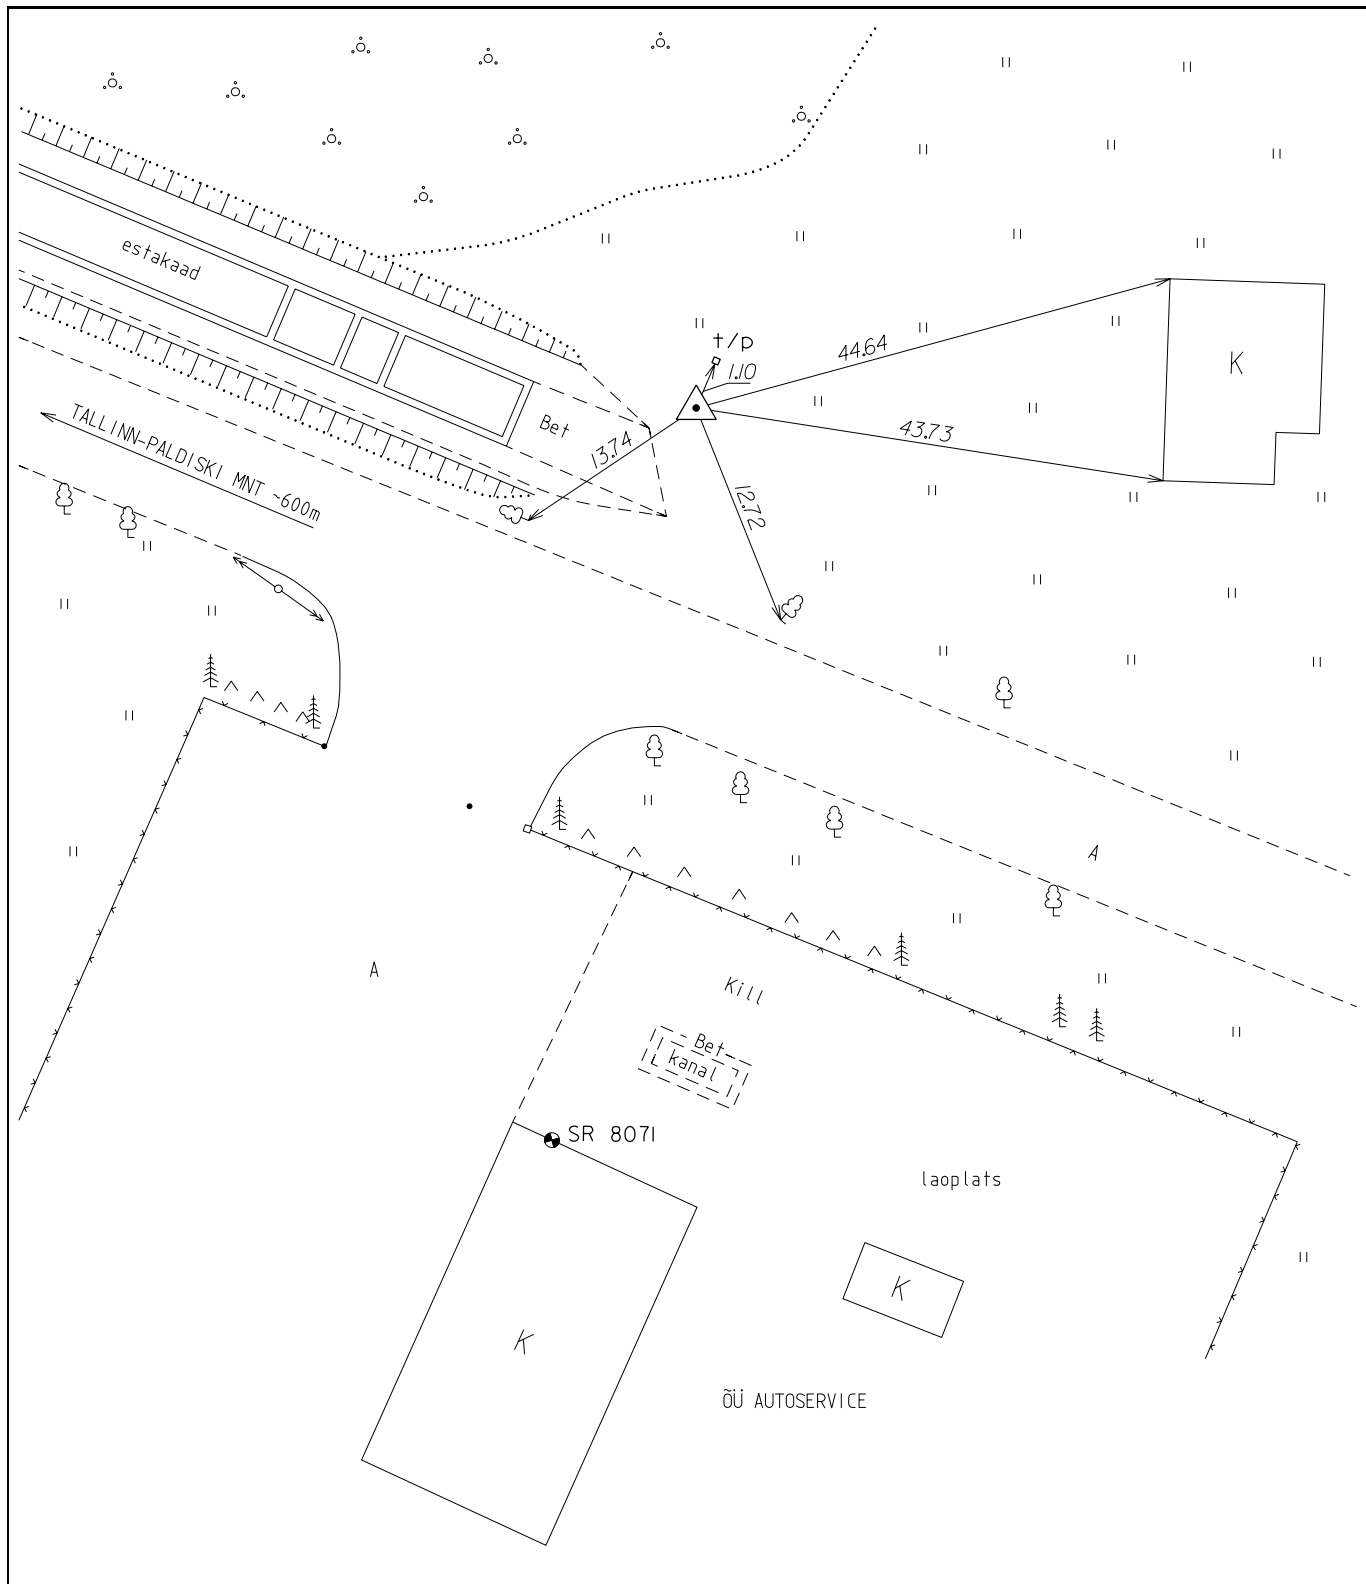 estakaad
t/p
1.10
44.64
K
43.73
Bet
13.74
TALLINN-PALDISKI MNT ~600m
12.72
A
A
Kill
Bet
kanal
SR 8071
laoplats
K
K
ÕÜ AUTOSERVICE